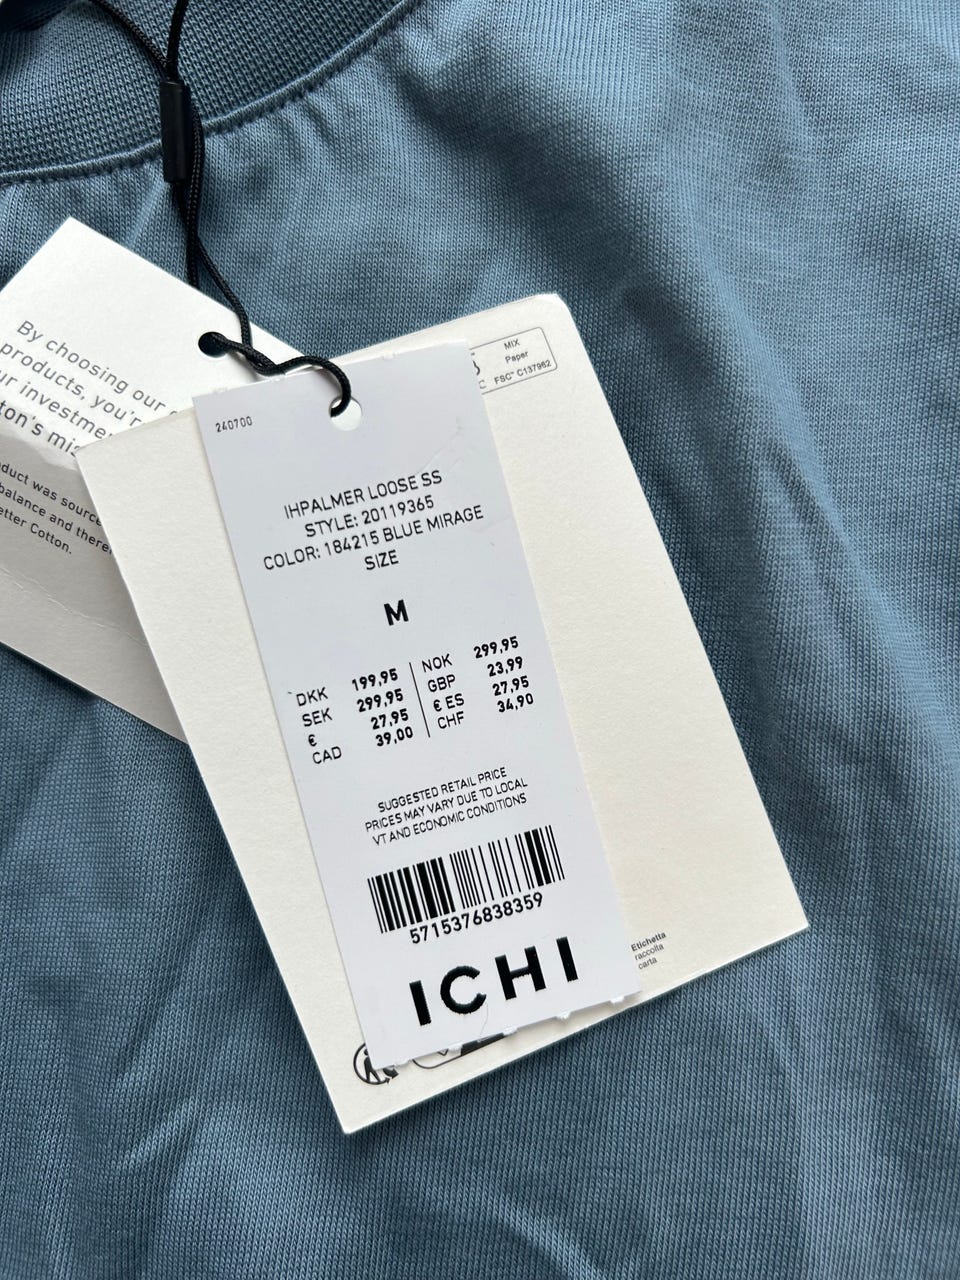 By choosing our
products, you'r
ur investme
ton's mis
duct was source
balance and there
etter Cotton.
MIX
Paper
FSC™ C137962
240700
IHPALMER LOOSE SS
STYLE: 20119365
COLOR: 184215 BLUE MIRAGE
SIZE
M
DKK 199,95 NOK 299,95
SEK 299,95 GBP 23,99
€ 27,95 € ES 27,95
CAD 39,00 CHF 34,90
SUGGESTED RETAIL PRICE
PRICES MAY VARY DUE TO LOCAL
VT AND ECONOMIC CONDITIONS
5715376838359
ICHI
Etichetta
raccolta
carta